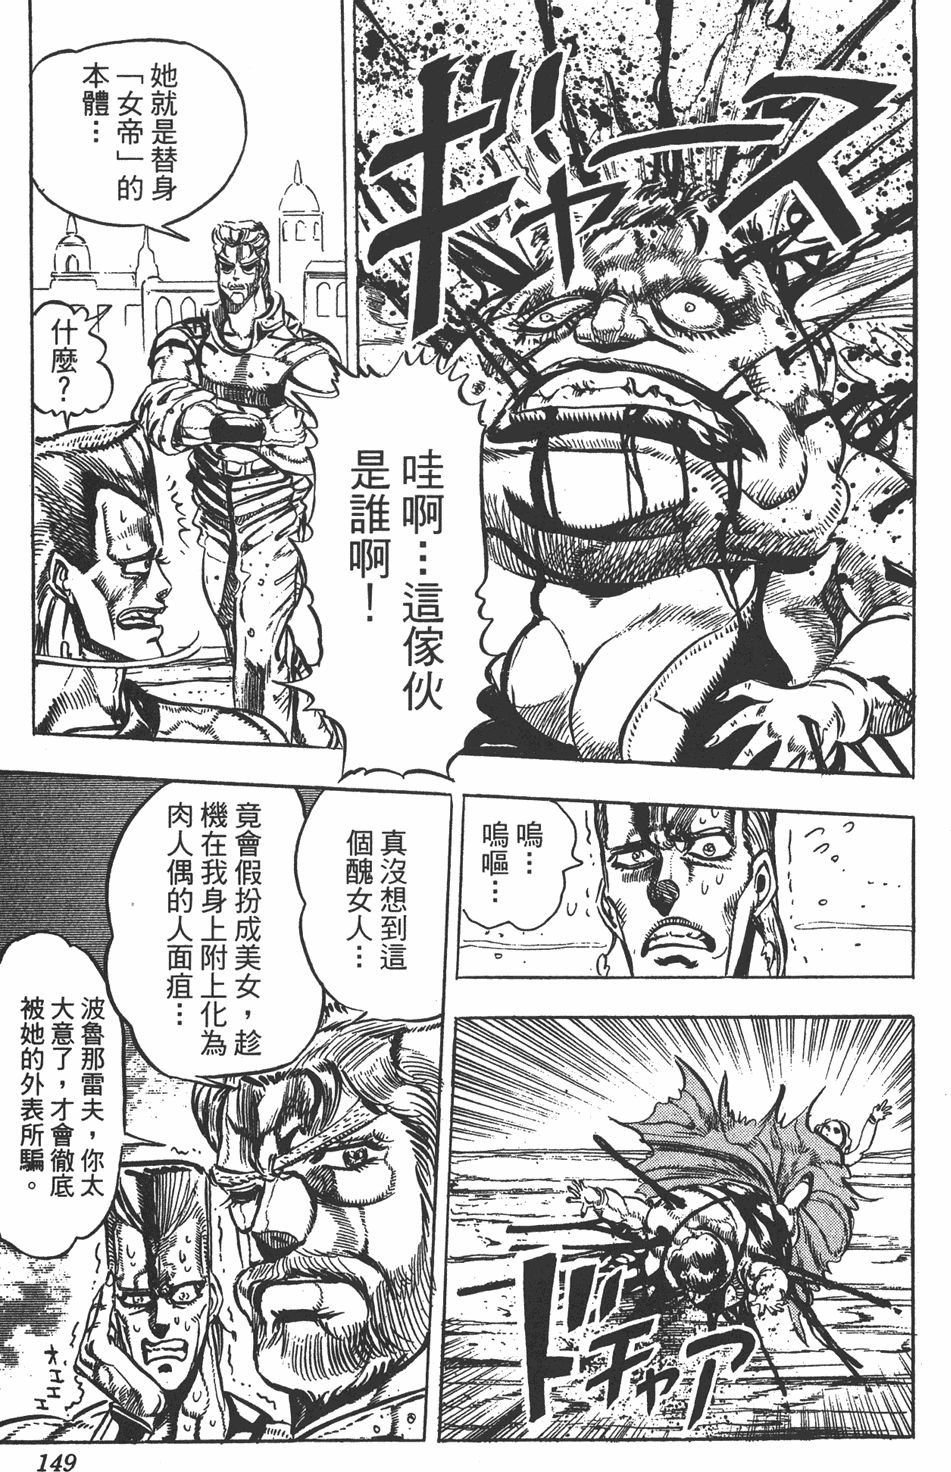 ギャース
哇啊…這傢伙
是誰啊！
她就是替身
「女帝」的
本體…
什麼？
嗚…
嗚嘔…
ドチャア
真沒想到這
個醜女人…
竟會假扮成美女，趁
機在我身上附上化為
肉人偶的人面疽…
波魯那雷夫，你太
大意了，才會徹底
被她的外表所騙。
オエエエ
149